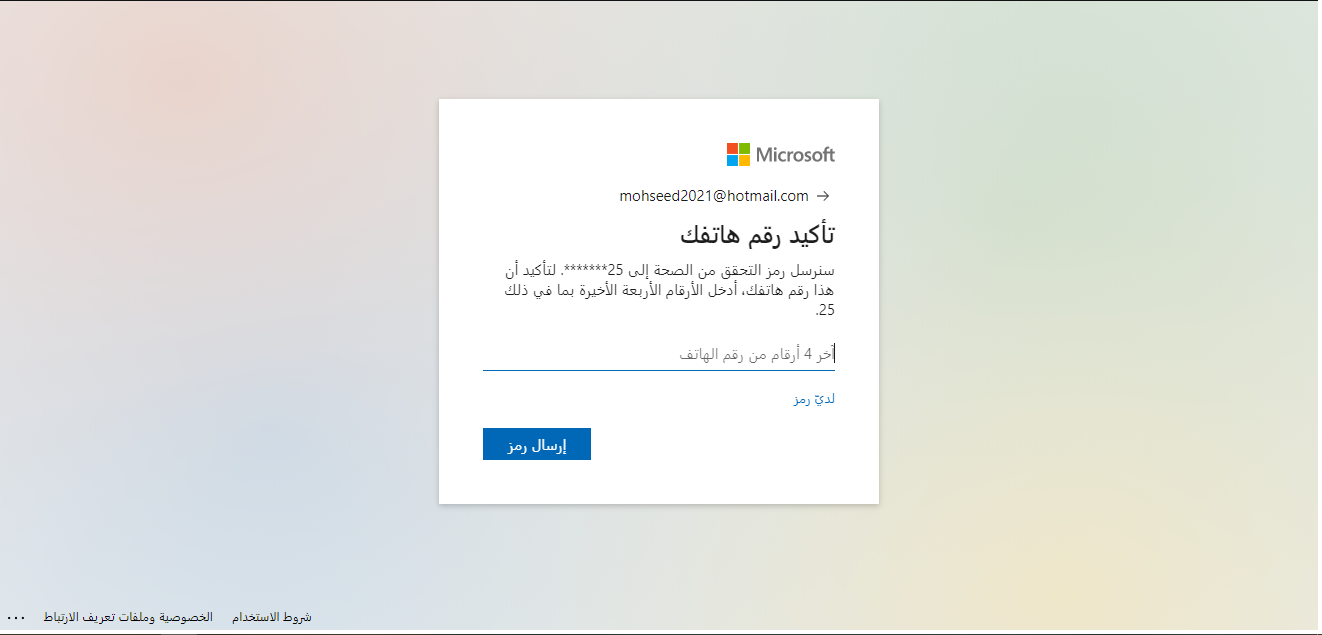 Microsoft
mohseed2021@hotmail.com
تأكيد رقم هاتفك
سنرسل رمز التحقق من الصحة إلى 25*******. لتأكيد أن
هذا رقم هاتفك، أدخل الأرقام الأربعة الأخيرة بما في ذلك
25.
آخر 4 أرقام من رقم الهاتف
لديّ رمز
إرسال رمز
شروط الاستخدام الخصوصية وملفات تعريف الارتباط ...